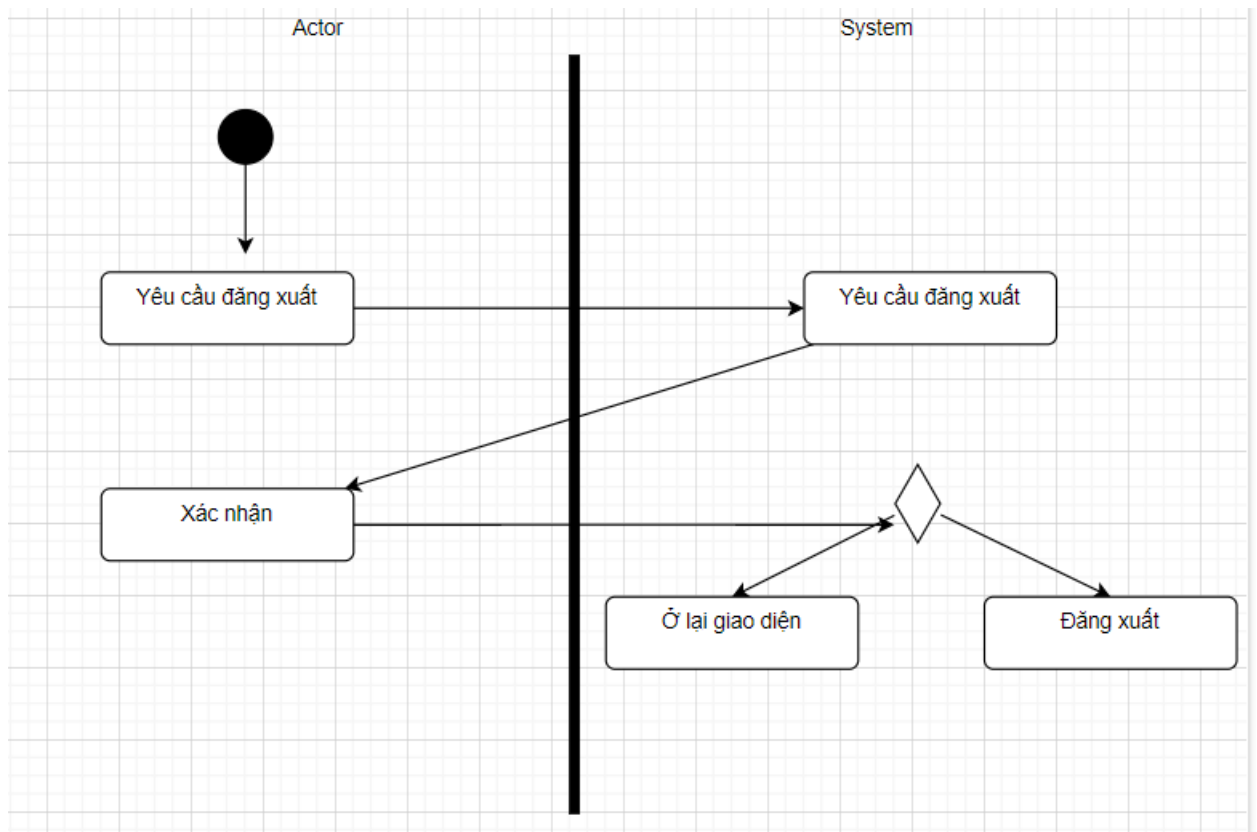 Actor
System
Yêu cầu đăng xuất
Yêu cầu đăng xuất
Xác nhận
Ở lại giao diện
Đăng xuất